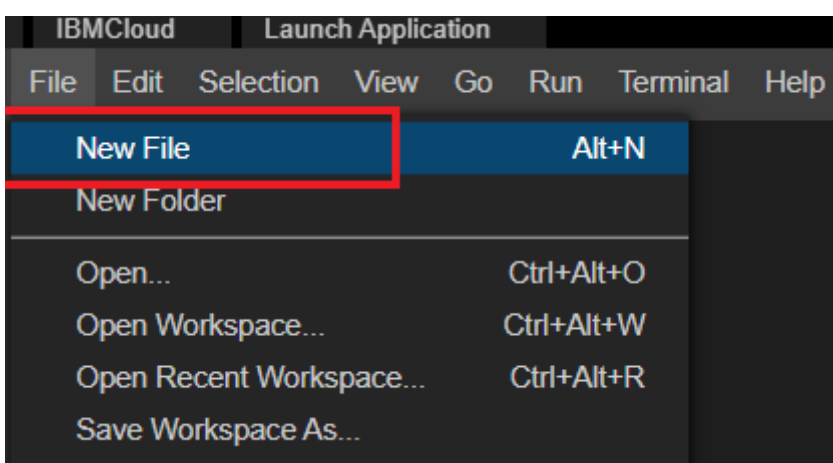 IBMCloud Launch Application
File Edit Selection View Go Run Terminal Help
New File Alt+N
New Folder
Open... Ctrl+Alt+O
Open Workspace... Ctrl+Alt+W
Open Recent Workspace... Ctrl+Alt+R
Save Workspace As...